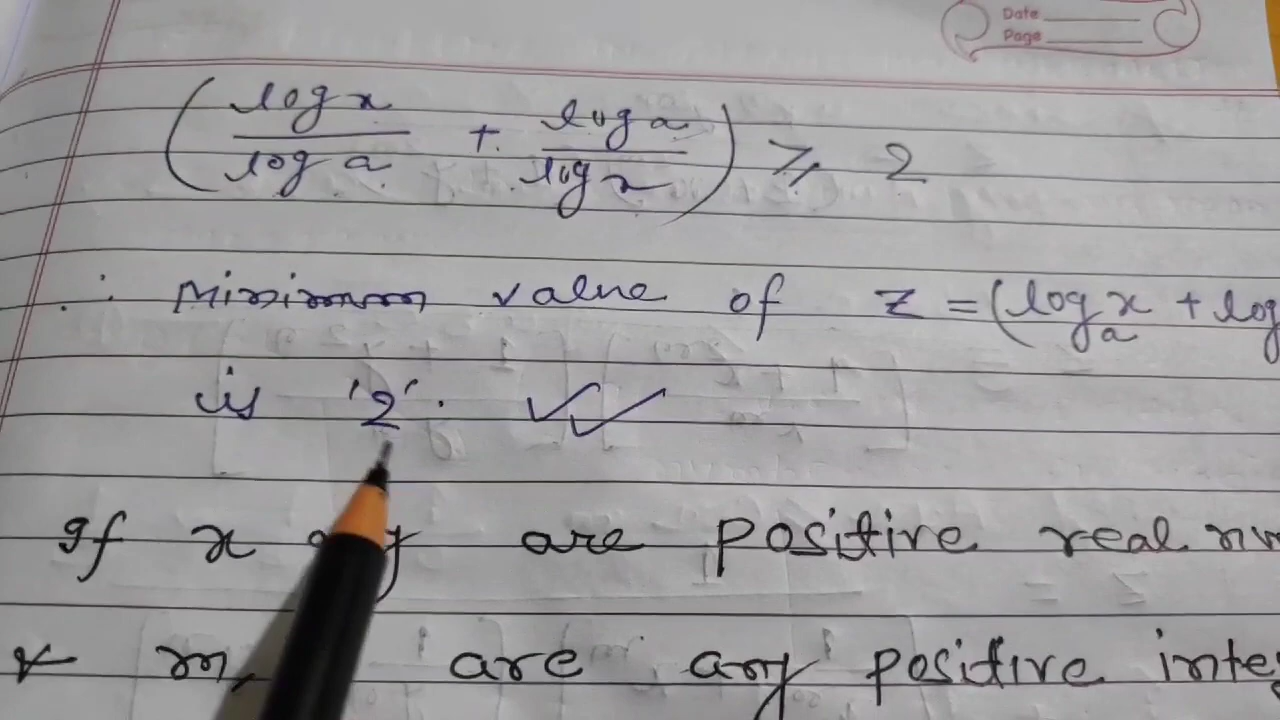 Date
Page
(log x / log a + log a / log x) ⩾ 2
∴ Minimum value of z = (log_a x + log
is '2'.
If x & y are positive real
& m, are any positive